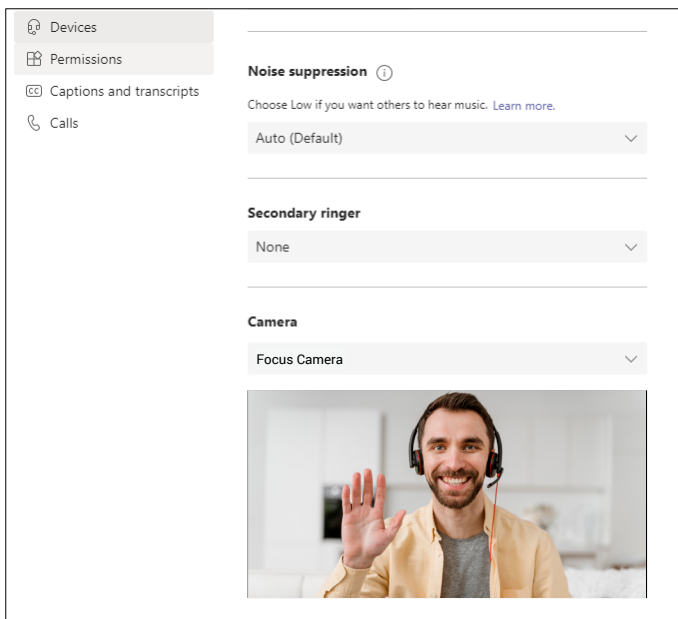 Devices
Permissions
CC Captions and transcripts
Calls
Noise suppression
Choose Low if you want others to hear music. Learn more.
Auto (Default)
Secondary ringer
None
Camera
Focus Camera